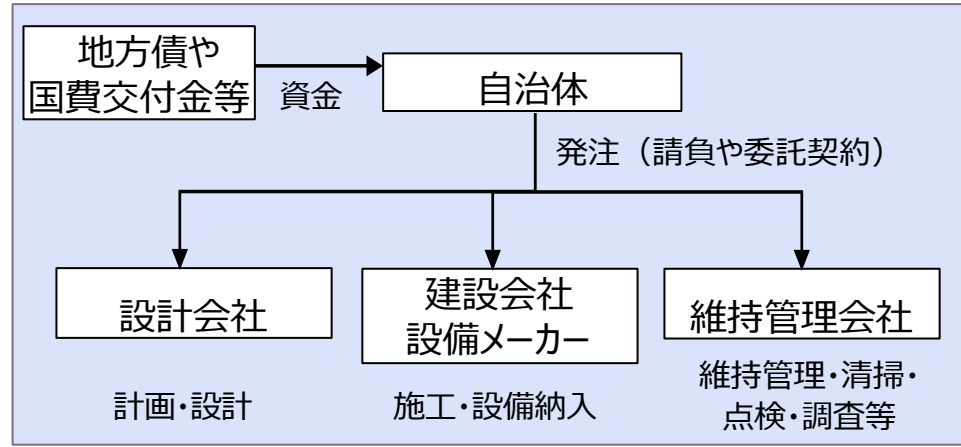 地方債や
国費交付金等
資金
自治体
発注（請負や委託契約）
設計会社
建設会社
設備メーカー
維持管理会社
計画・設計
施工・設備納入
維持管理・清掃・
点検・調査等